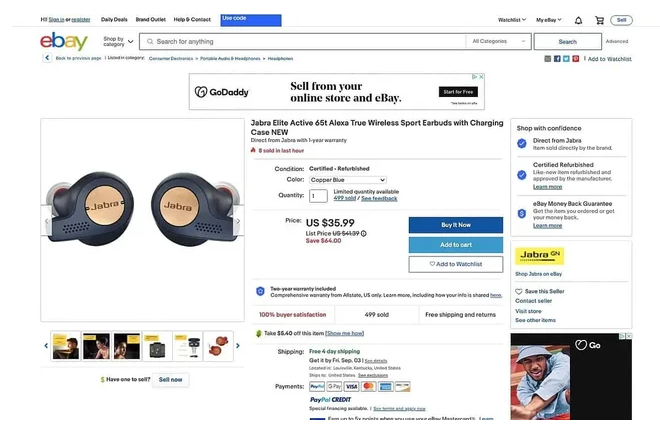 Hi! Sign in or register
Daily Deals
Brand Outlet
Help & Contact
Use code
Watchlist
My eBay
Sell
ebay
Shop by
category
Search for anything
All Categories
Search
Advanced
Back to previous page
Listed in category:
Consumer Electronics > Portable Audio & Headphones > Headphones
Add to Watchlist
GoDaddy
Sell from your
online store and eBay.
Start for Free
Jabra Elite Active 65t Alexa True Wireless Sport Earbuds with Charging
Case NEW
Direct from Jabra with 1-year warranty
8 sold in last hour
Jabra
Jabra
Condition: Certified - Refurbished
Color: Copper Blue
Quantity: 1
Limited quantity available
499 sold / See feedback
Price: US $35.99
List Price US $41.39
Save $64.00
Buy It Now
Add to cart
Add to Watchlist
Two-year warranty included
Comprehensive warranty from Allstate, US only. Learn more, including how your info is shared here.
100% buyer satisfaction
499 sold
Free shipping and returns
Take $5.40 off this item [Show me how]
Shipping: Free 4 day shipping
Get it by Fri. Sep. 03 | See details
Located in: Louisville, Kentucky, United States
Ships to: United States See exclusions
Payments: PayPal G Pay VISA
PayPal CREDIT
Special financing available. | See terms and apply now
Earn up to 5x points when you use your eBay Mastercard®. Learn
Have one to sell? Sell now
Shop with confidence
Direct from Jabra
Item sold directly by the brand.
Certified Refurbished
Like-new item refurbished and
approved by the manufacturer.
Learn more
eBay Money Back Guarantee
Get the item you ordered or get
your money back.
Learn more
Jabra GN
Shop Jabra on eBay
Save this Seller
Contact seller
Visit store
See other items
Go